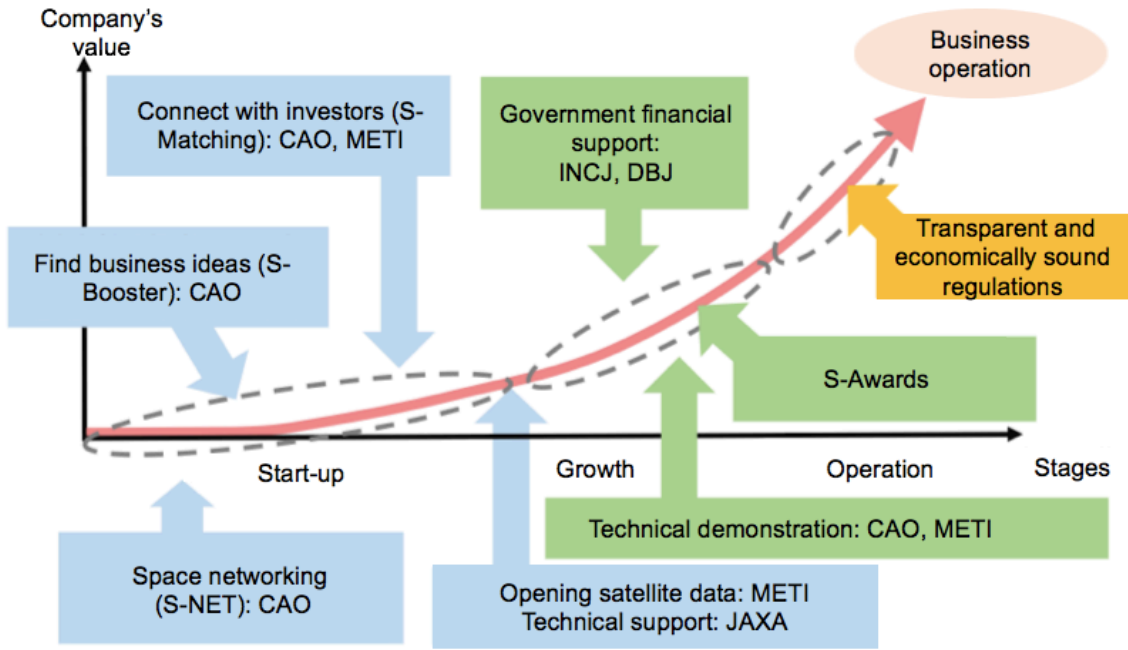 Company's
value
Business
operation
Connect with investors (S-
Matching): CAO, METI
Government financial
support:
INCJ, DBJ
Find business ideas (S-
Booster): CAO
Transparent and
economically sound
regulations
S-Awards
Start-up
Growth
Operation
Stages
Technical demonstration: CAO, METI
Space networking
(S-NET): CAO
Opening satellite data: METI
Technical support: JAXA